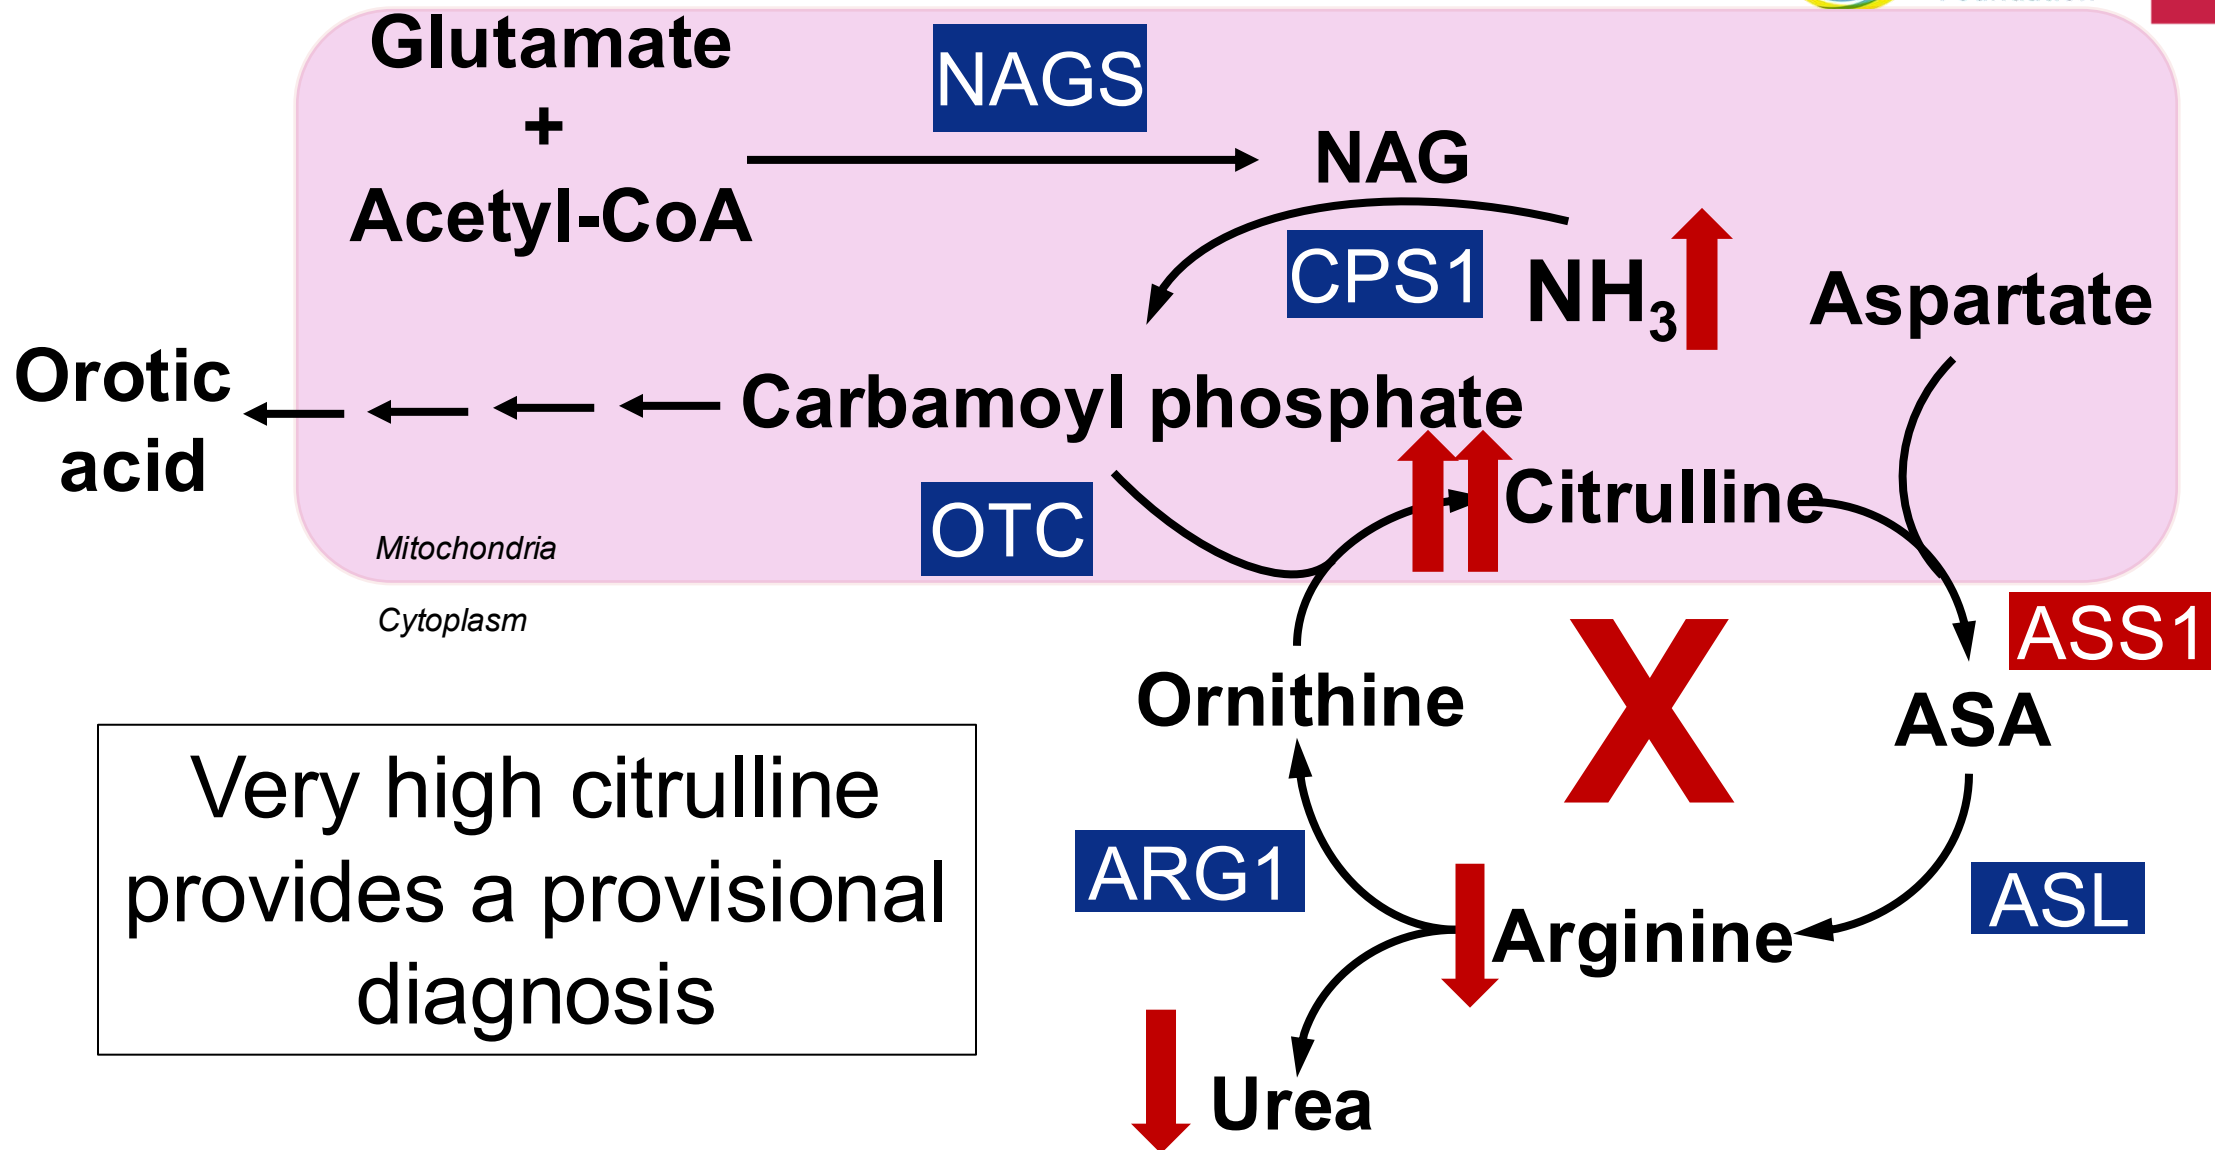 Glutamate
+
Acetyl-CoA
NAGS
NAG
CPS1
NH₃
Aspartate
Orotic
acid
Carbamoyl phosphate
OTC
Citrulline
Mitochondria
Cytoplasm
ASS1
Ornithine
X
ASA
Very high citrulline
provides a provisional
diagnosis
ARG1
Arginine
ASL
Urea